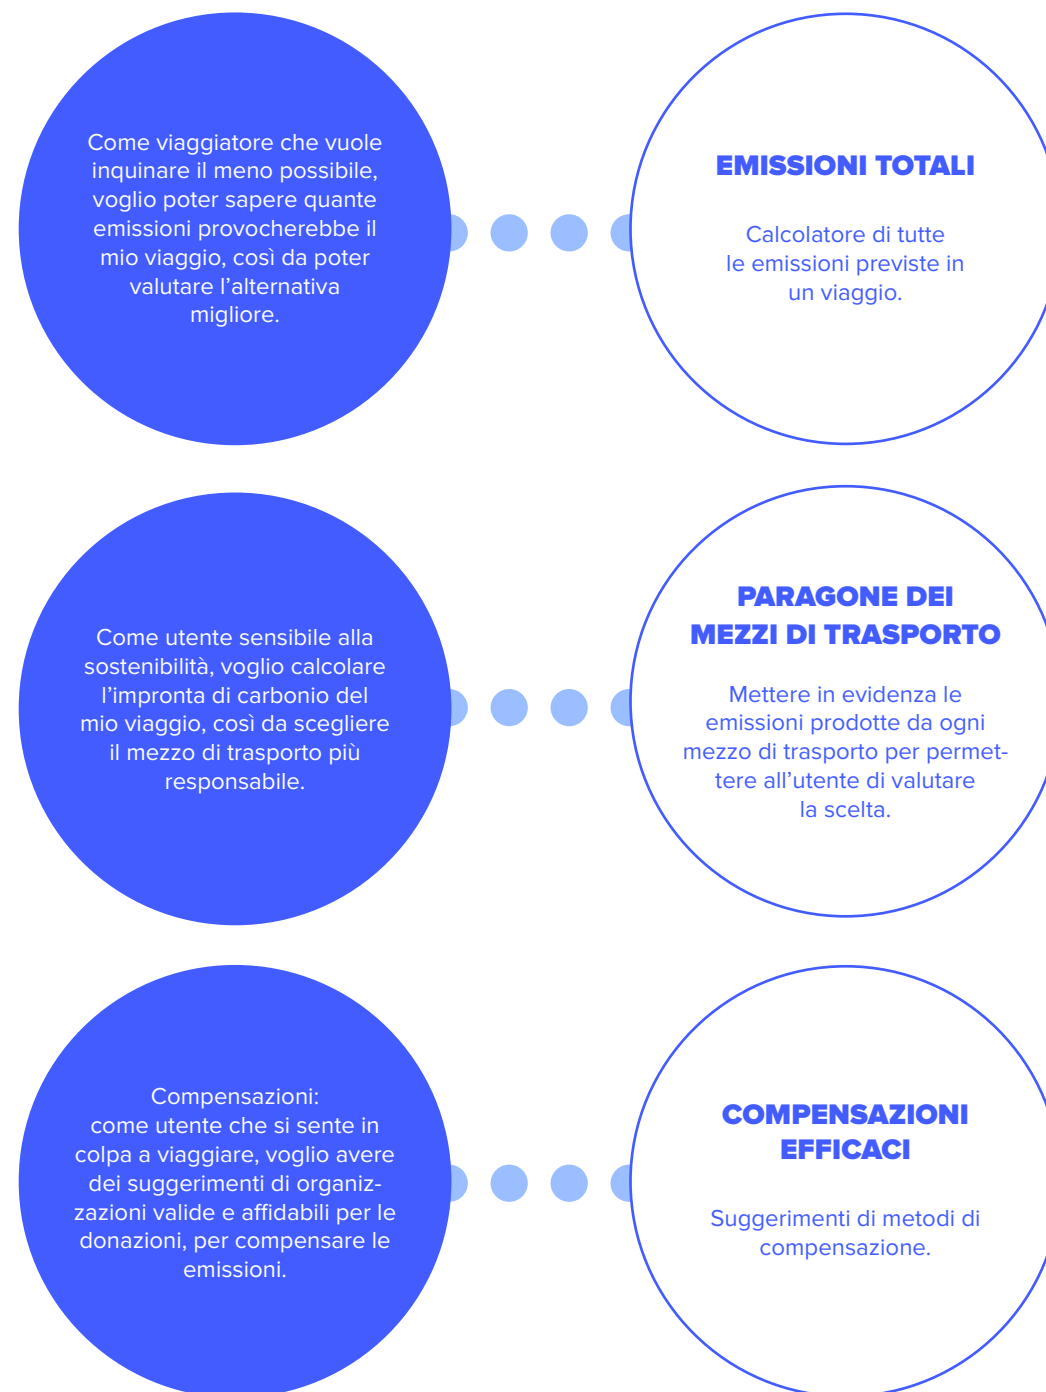 Come viaggiatore che vuole
inquinare il meno possibile,
voglio poter sapere quante
emissioni provocherebbe il
mio viaggio, così da poter
valutare l'alternativa
migliore.
EMISSIONI TOTALI
Calcolatore di tutte
le emissioni previste in
un viaggio.
Come utente sensibile alla
sostenibilità, voglio calcolare
l'impronta di carbonio del
mio viaggio, così da scegliere
il mezzo di trasporto più
responsabile.
PARAGONE DEI
MEZZI DI TRASPORTO
Mettere in evidenza le
emissioni prodotte da ogni
mezzo di trasporto per permet-
tere all'utente di valutare
la scelta.
Compensazioni:
come utente che si sente in
colpa a viaggiare, voglio avere
dei suggerimenti di organiz-
zazioni valide e affidabili per le
donazioni, per compensare le
emissioni.
COMPENSAZIONI
EFFICACI
Suggerimenti di metodi di
compensazione.